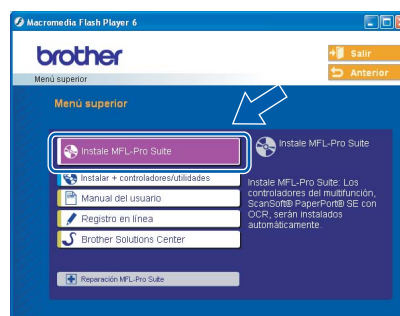 Macromedia Flash Player 6
brother
Salir
Anterior
Menú superior
Menú superior
Instale MFL-Pro Suite
Instalar + controladores/utilidades
Manual del usuario
Registro en línea
Brother Solutions Center
Reparación MFL-Pro Suite
Instale MFL-Pro Suite
Instale MFL-Pro Suite: Los
controladores del multifunción,
ScanSoft® PaperPort® SE con
OCR, serán instalados
automáticamente.